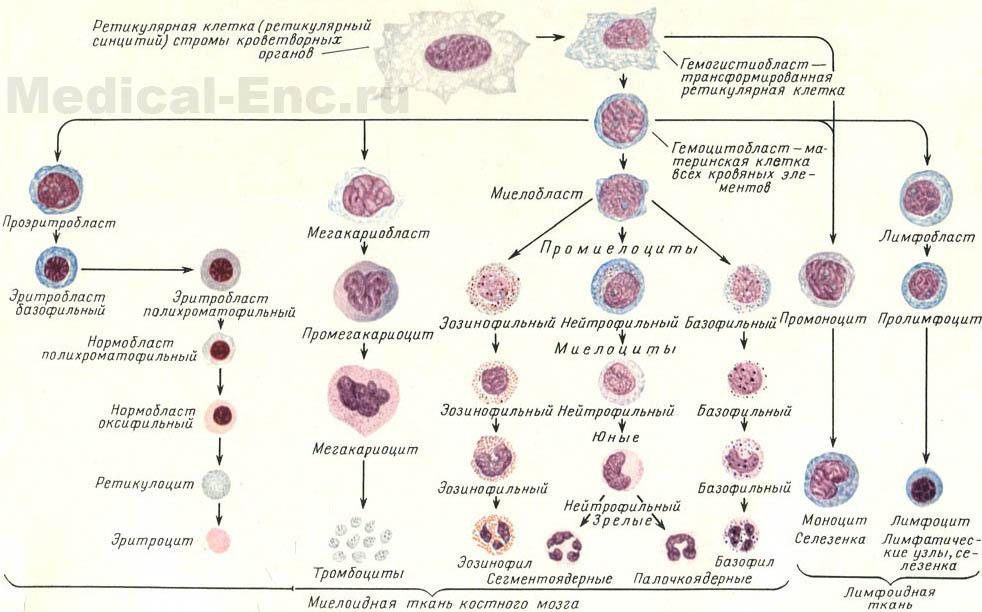 Ретикулярная клетка (ретикулярный
синцитий) стромы кроветворных
органов
Гемогистиобласт —
трансформированная
ретикулярная клетка
Medical-Enc.ru
Гемоцитобласт — ма-
теринская клетка
всех кровяных эле-
ментов
Миелобласт
Проэритробласт
Мегакариобласт
Лимфобласт
Промиелоциты
Эритробласт
базофильный
Эритробласт
полихроматофильный
Промегакариоцит
Эозинофильный
Нейтрофильный
Базофильный
Промоноцит
Пролимфоцит
Нормобласт
полихроматофильный
Миелоциты
Эозинофильный
Нейтрофильный
Базофильный
Нормобласт
оксифильный
Мегакариоцит
Юные
Эозинофильный
Нейтрофильный
Базофильный
Ретикулоцит
Зрелые
Моноцит
Селезенка
Лимфоцит
Лимфатичес-
кие узлы, се-
лезенка
Эритроцит
Тромбоциты
Эозинофил
Сегментоядерные
Палочкоядерные
Базофил
Миелоидная ткань костного мозга
Лимфоидная
ткань